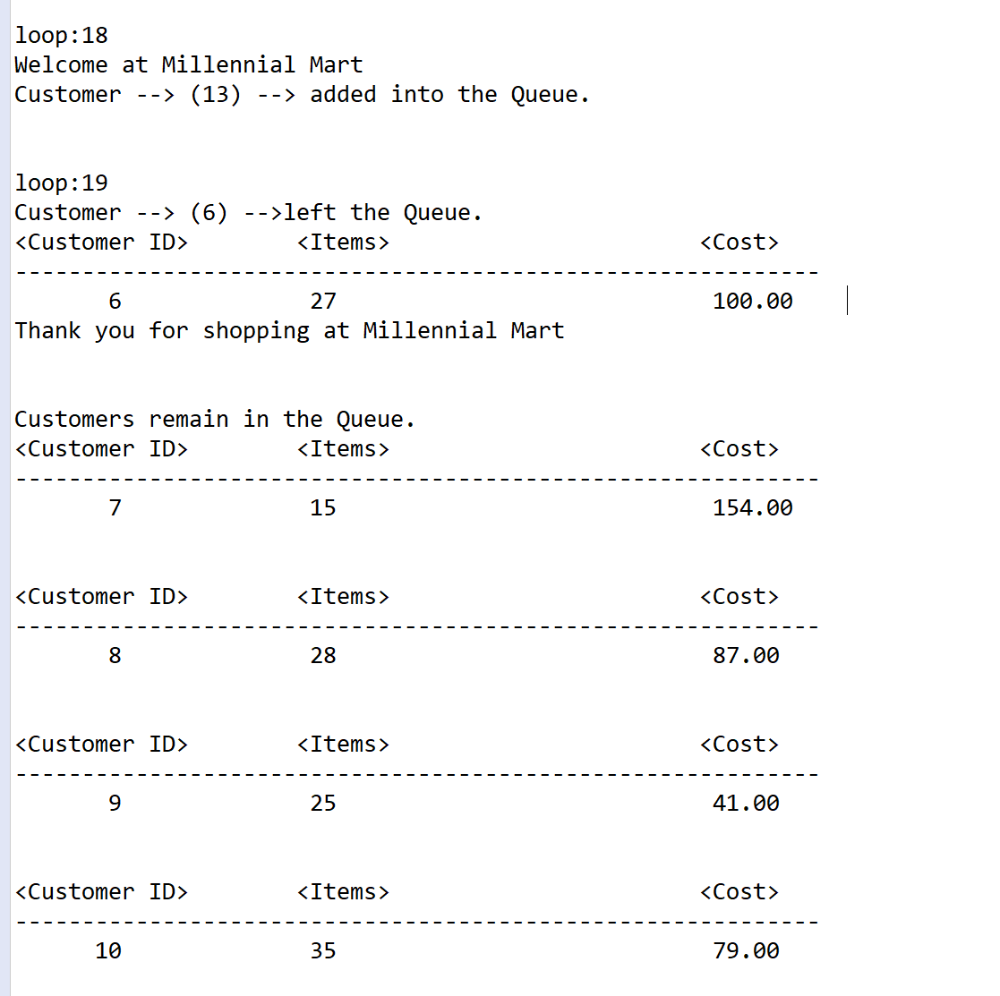 loop:18
Welcome at Millennial Mart
Customer --> (13) --> added into the Queue.
loop:19
Customer --> (6) -->left the Queue.
<Customer ID>        <Items>                       <Cost>
------------------------------------------------------------
       6              27                            100.00
Thank you for shopping at Millennial Mart
Customers remain in the Queue.
<Customer ID>        <Items>                       <Cost>
------------------------------------------------------------
       7              15                            154.00
<Customer ID>        <Items>                       <Cost>
------------------------------------------------------------
       8              28                            87.00
<Customer ID>        <Items>                       <Cost>
------------------------------------------------------------
       9              25                            41.00
<Customer ID>        <Items>                       <Cost>
------------------------------------------------------------
      10              35                            79.00